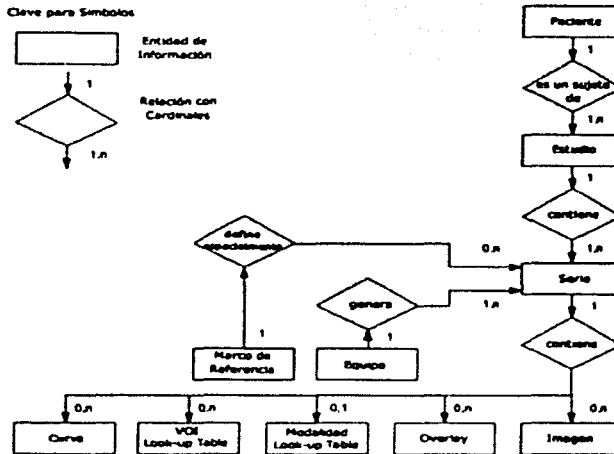 Clave para Símbolos
Entidad de
Información
1
Relación con
Cardinales
1,n
Paciente
1
es un sujeto
de
1,n
Estudio
1
contiene
1,n
define
espacialmente
0,n
Serie
genera
1,n
1
1
1
contiene
Marco de
Referencia
Equipo
0,n
0,n
0,1
0,n
0,n
Curva
VOI
Look-up Table
Modalidad
Look-up Table
Overlay
Imagen